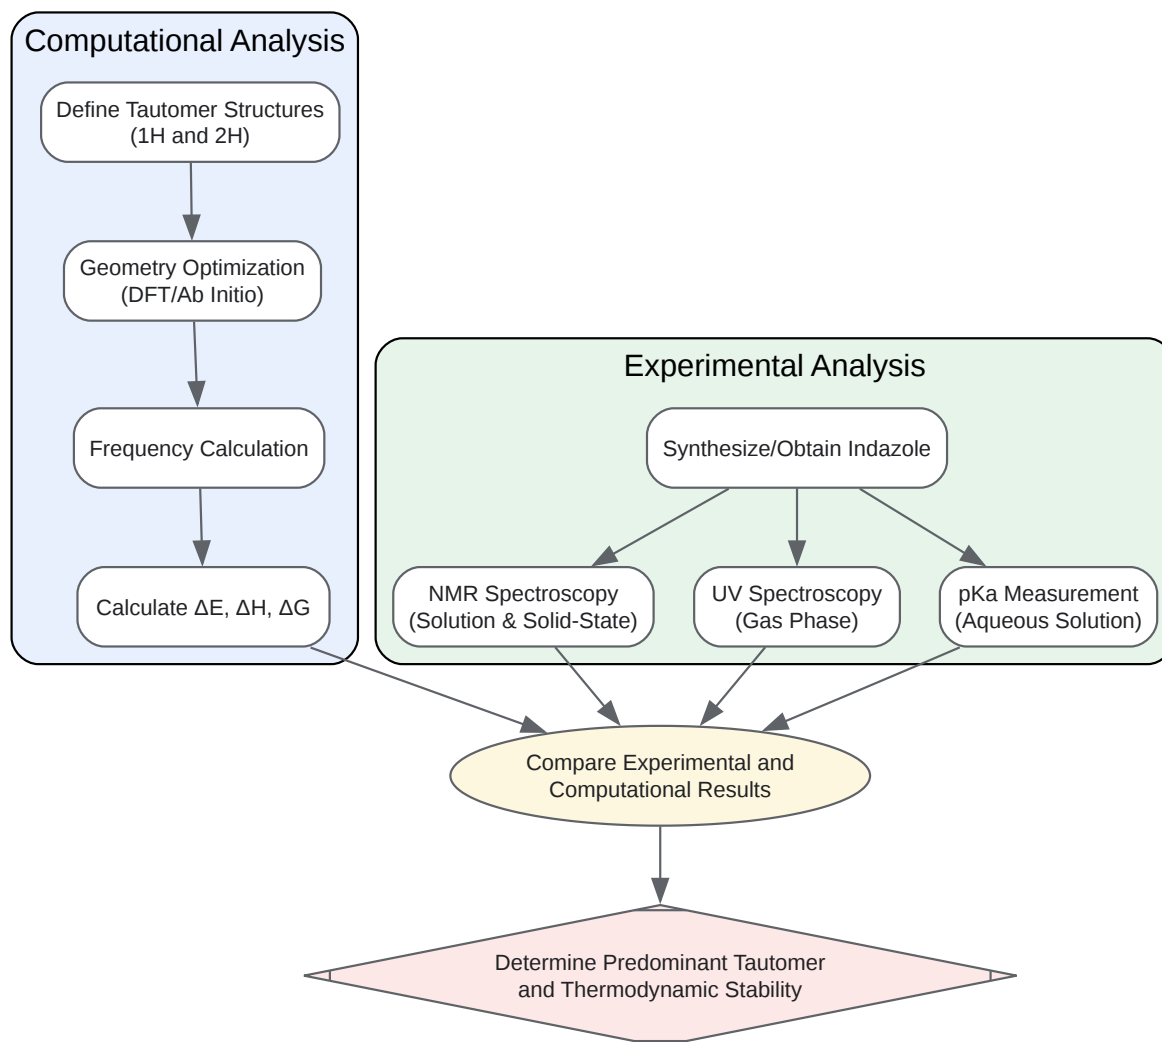 Computational Analysis
Define Tautomer Structures
(1H and 2H)
Geometry Optimization
(DFT/Ab Initio)
Frequency Calculation
Calculate ΔE, ΔH, ΔG
Experimental Analysis
Synthesize/Obtain Indazole
NMR Spectroscopy
(Solution & Solid-State)
UV Spectroscopy
(Gas Phase)
pKa Measurement
(Aqueous Solution)
Compare Experimental and
Computational Results
Determine Predominant Tautomer
and Thermodynamic Stability